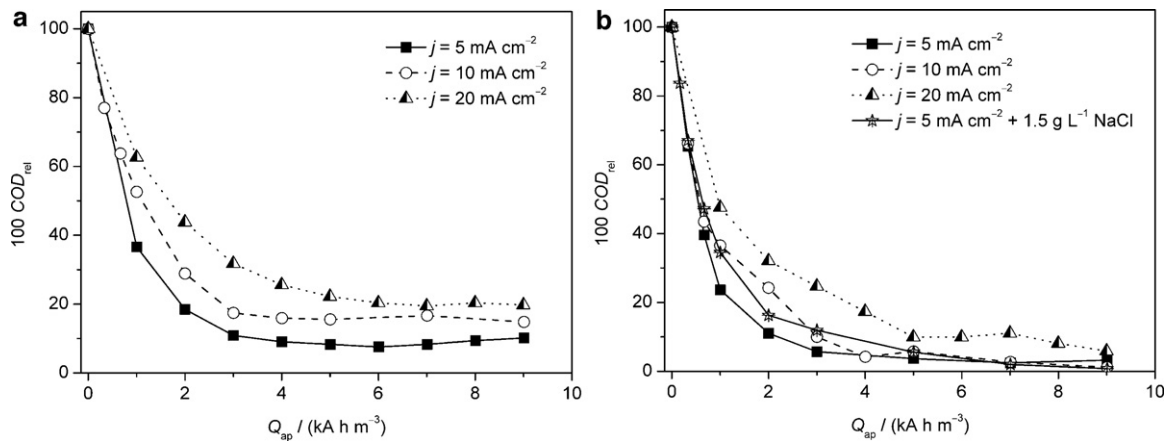 a
100
80
60
40
20
0
100 COD_rel
j = 5 mA cm⁻²
j = 10 mA cm⁻²
j = 20 mA cm⁻²
0 2 4 6 8 10
Q_ap / (kA h m⁻³)
b
100
80
60
40
20
0
100 COD_rel
j = 5 mA cm⁻²
j = 10 mA cm⁻²
j = 20 mA cm⁻²
j = 5 mA cm⁻² + 1.5 g L⁻¹ NaCl
0 2 4 6 8 10
Q_ap / (kA h m⁻³)